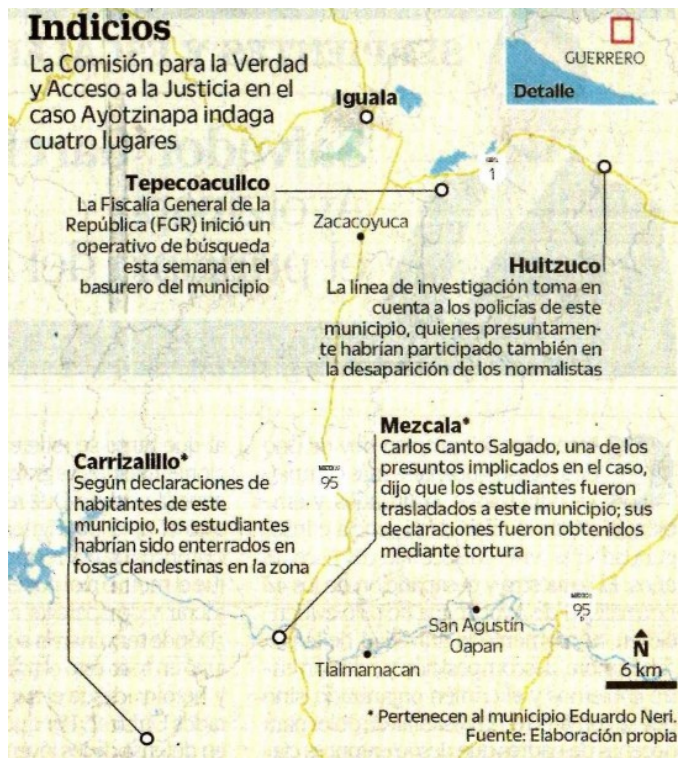 Indicios
La Comisión para la Verdad
y Acceso a la Justicia en el
caso Ayotzinapa indaga
cuatro lugares
GUERRERO
Detalle
Iguala
1
Tepecoacuilco
La Fiscalía General de la
República (FGR) inició un
operativo de búsqueda
esta semana en el
basurero del municipio
Zacacoyuca
Huitzuco
La línea de investigación toma en
cuenta a los policías de este
municipio, quienes presuntamen-
te habrían participado también en
la desaparición de los normalistas
Mezcala*
Carlos Canto Salgado, una de los
presuntos implicados en el caso,
dijo que los estudiantes fueron
trasladados a este municipio; sus
declaraciones fueron obtenidos
mediante tortura
Carrizalillo*
Según declaraciones de
habitantes de este
municipio, los estudiantes
habrían sido enterrados en
fosas clandestinas en la zona
95
95
San Agustín
Oapan
Tlalmamacan
N
6 km
* Pertenecen al municipio Eduardo Neri.
Fuente: Elaboración propia